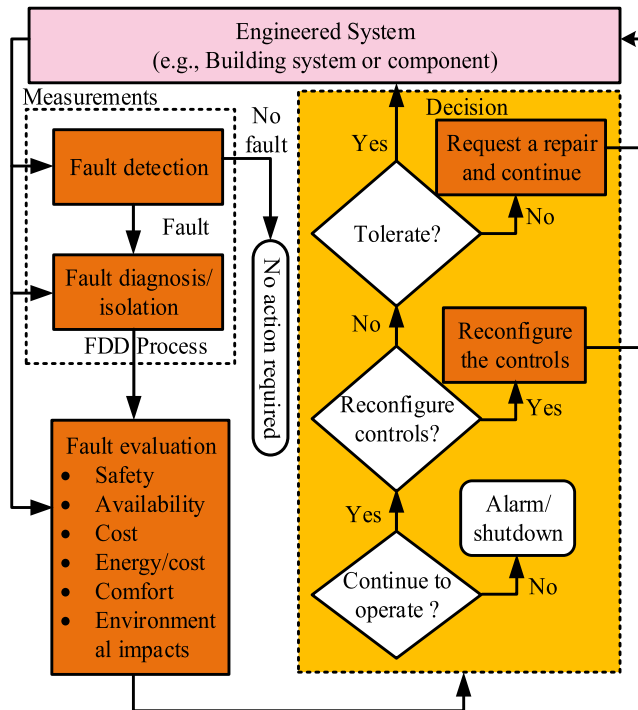 Engineered System
(e.g., Building system or component)
Measurements
No
fault
Fault detection
Fault
Fault diagnosis/
isolation
FDD Process
No action required
Fault evaluation
• Safety
• Availability
• Cost
• Energy/cost
• Comfort
• Environment
al impacts
Decision
Yes
Request a repair
and continue
No
Tolerate?
No
Reconfigure
the controls
Yes
Reconfigure
controls?
Yes
Alarm/
shutdown
No
Continue to
operate ?